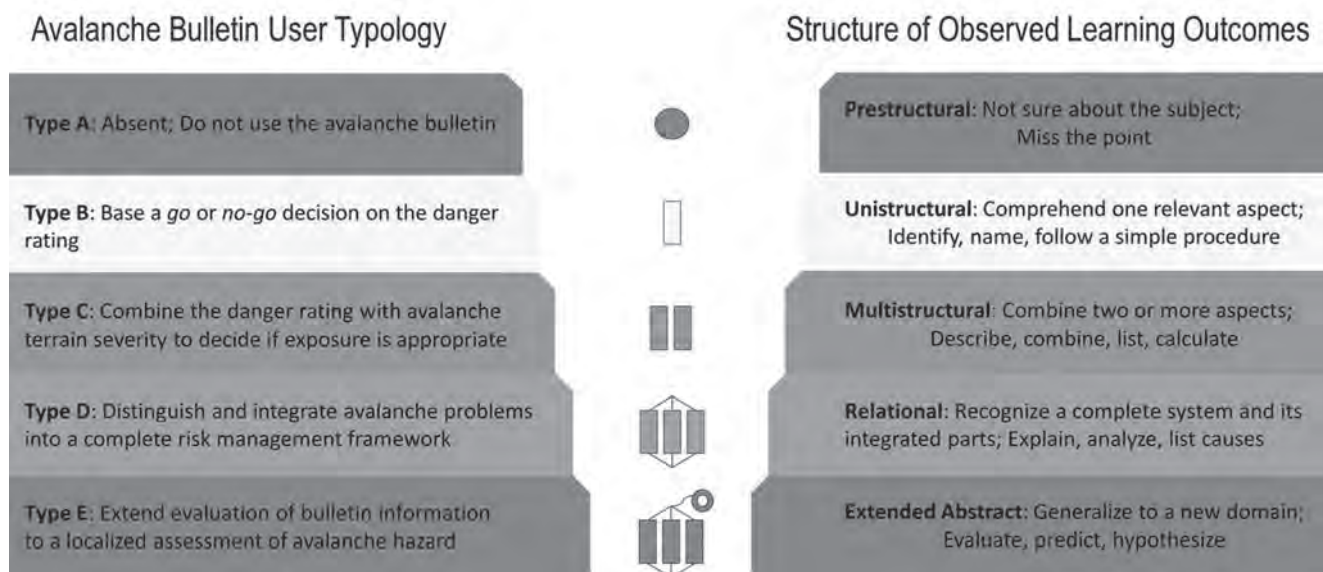 Avalanche Bulletin User Typology
Structure of Observed Learning Outcomes
Type A: Absent; Do not use the avalanche bulletin
Prestructural: Not sure about the subject;
Miss the point
Type B: Base a go or no-go decision on the danger
rating
Unistructural: Comprehend one relevant aspect;
Identify, name, follow a simple procedure
Type C: Combine the danger rating with avalanche
terrain severity to decide if exposure is appropriate
Multistructural: Combine two or more aspects;
Describe, combine, list, calculate
Type D: Distinguish and integrate avalanche problems
into a complete risk management framework
Relational: Recognize a complete system and its
integrated parts; Explain, analyze, list causes
Type E: Extend evaluation of bulletin information
to a localized assessment of avalanche hazard
Extended Abstract: Generalize to a new domain;
Evaluate, predict, hypothesize